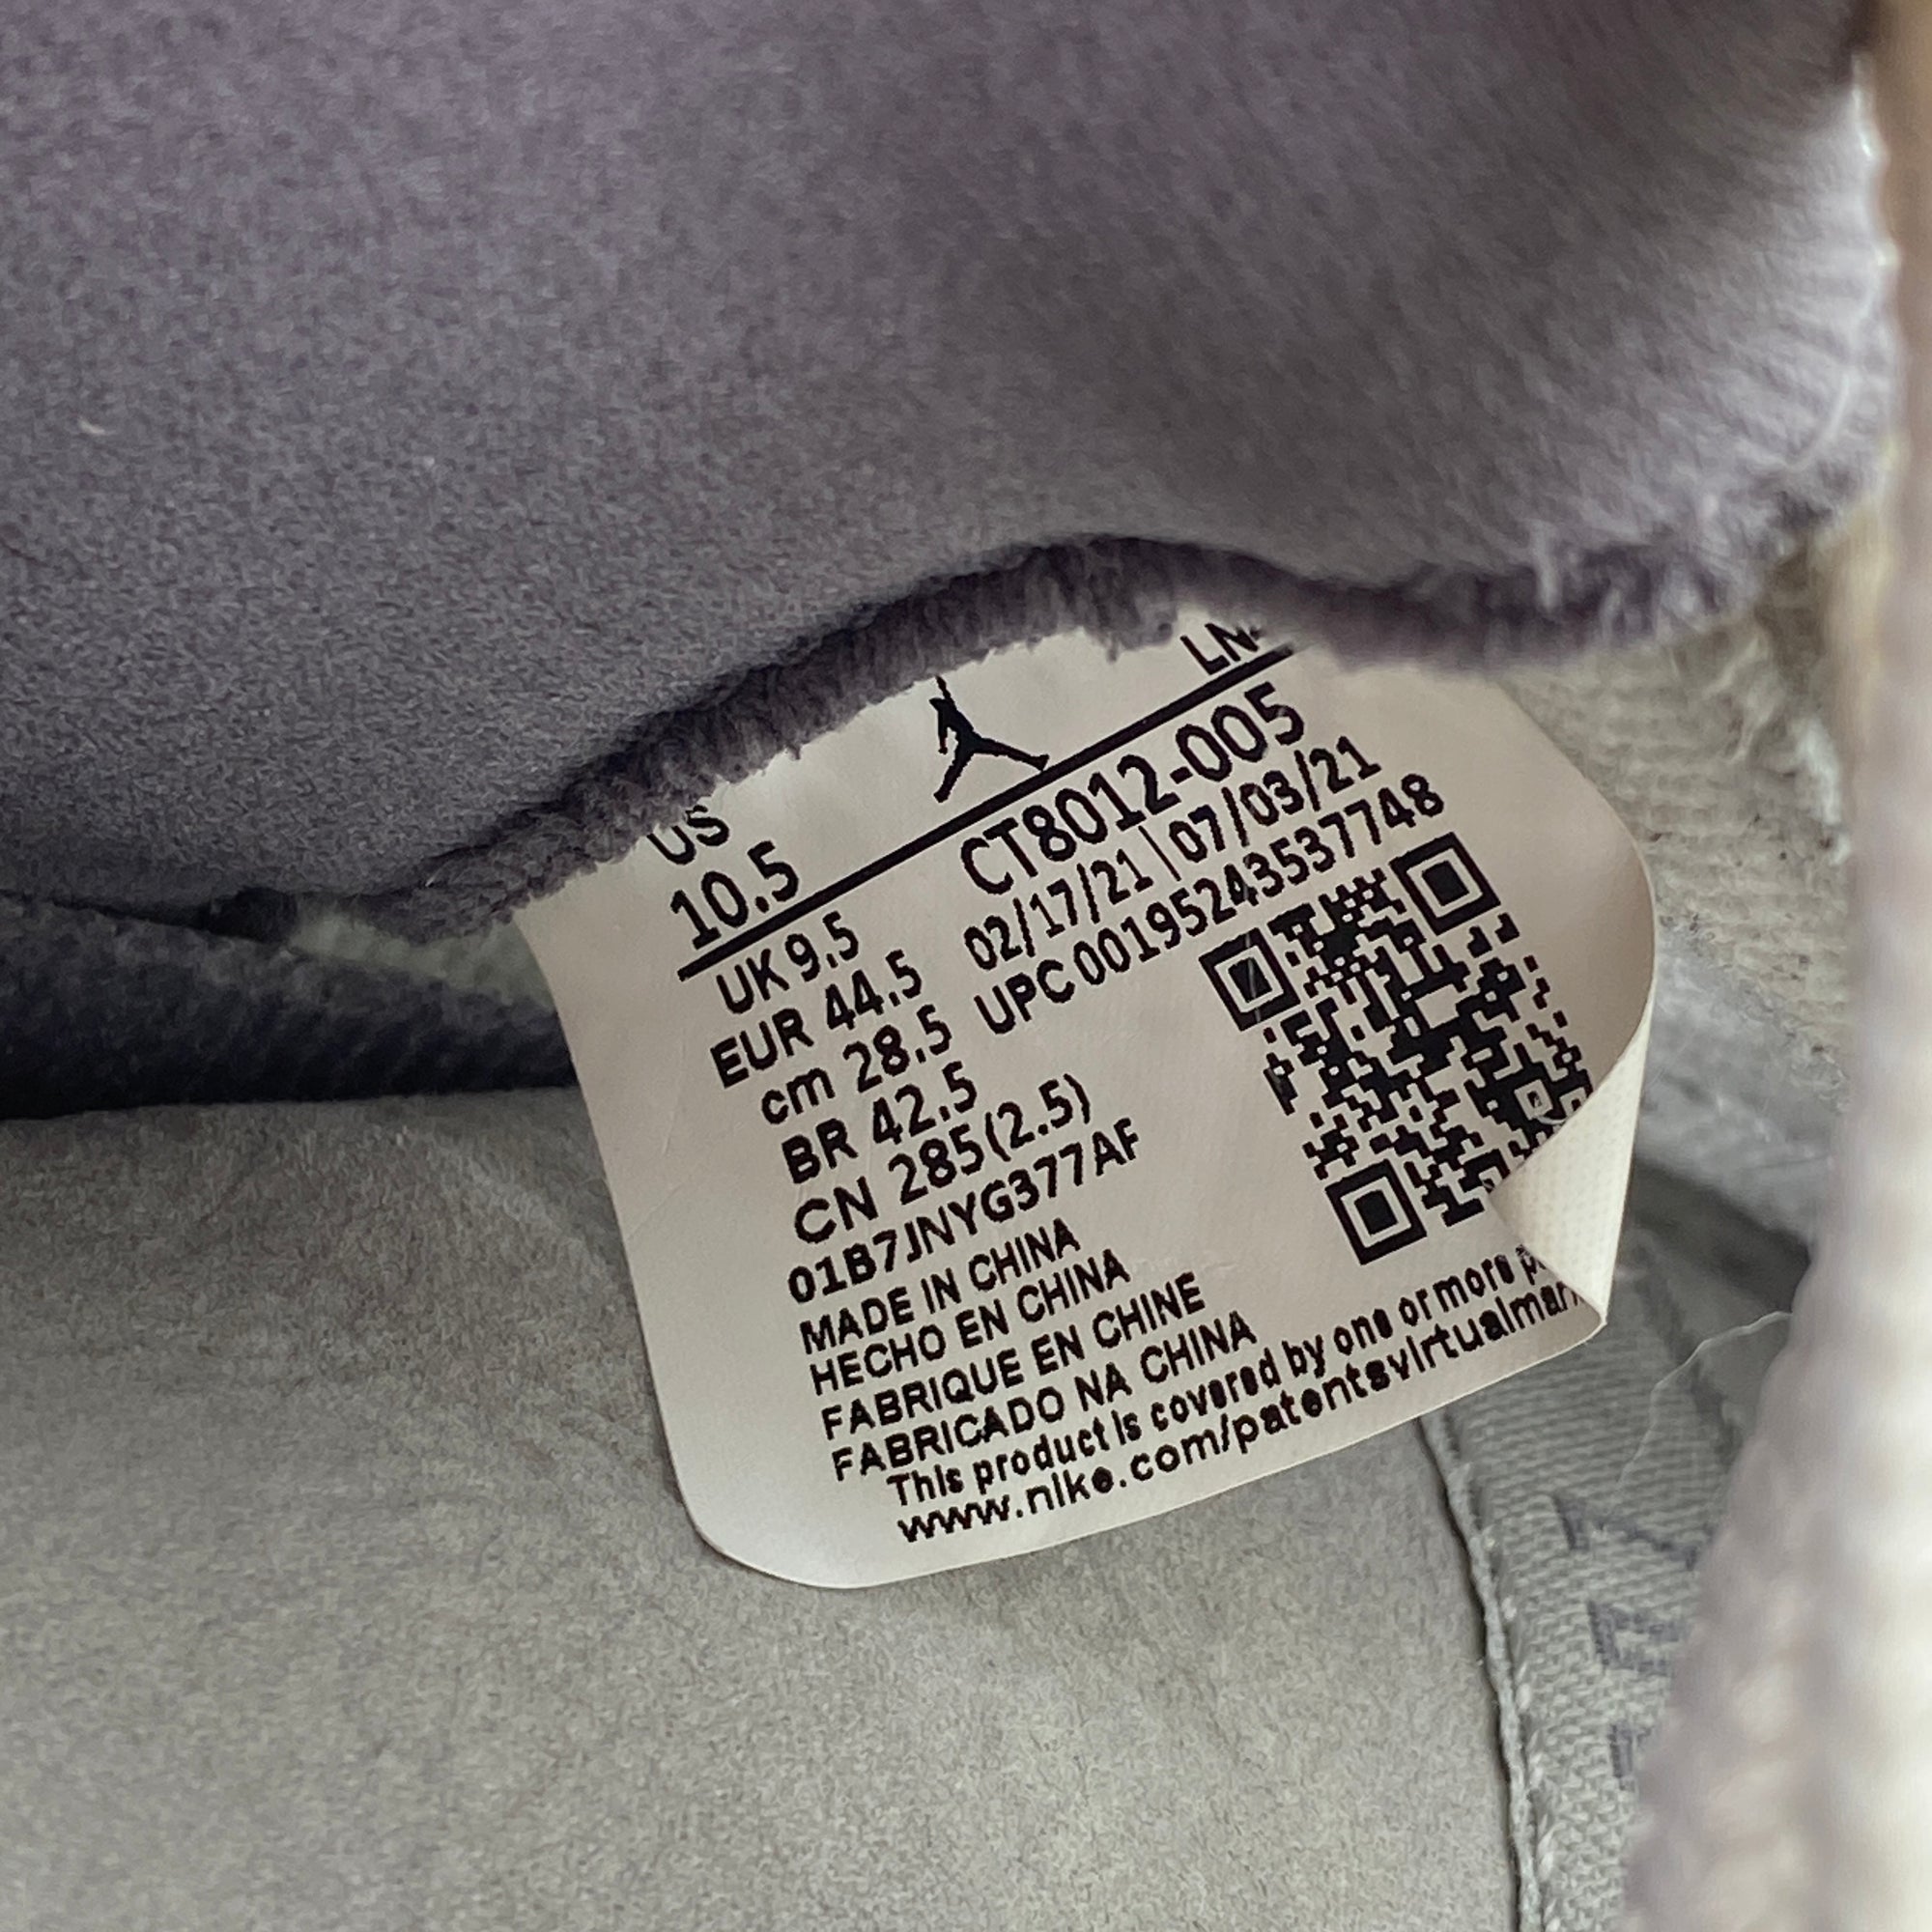 US
10.5
CT8012-005
02/17/21 | 07/03/21
UPC 00195243537748
UK 9.5
EUR 44.5
cm 28.5
BR 42.5
CN 285(2.5)
01B7JNYG377AF
MADE IN CHINA
HECHO EN CHINA
FABRIQUE EN CHINE
FABRICADO NA CHINA
This product is covered by one or more
www.nike.com/patentsvirtualmar